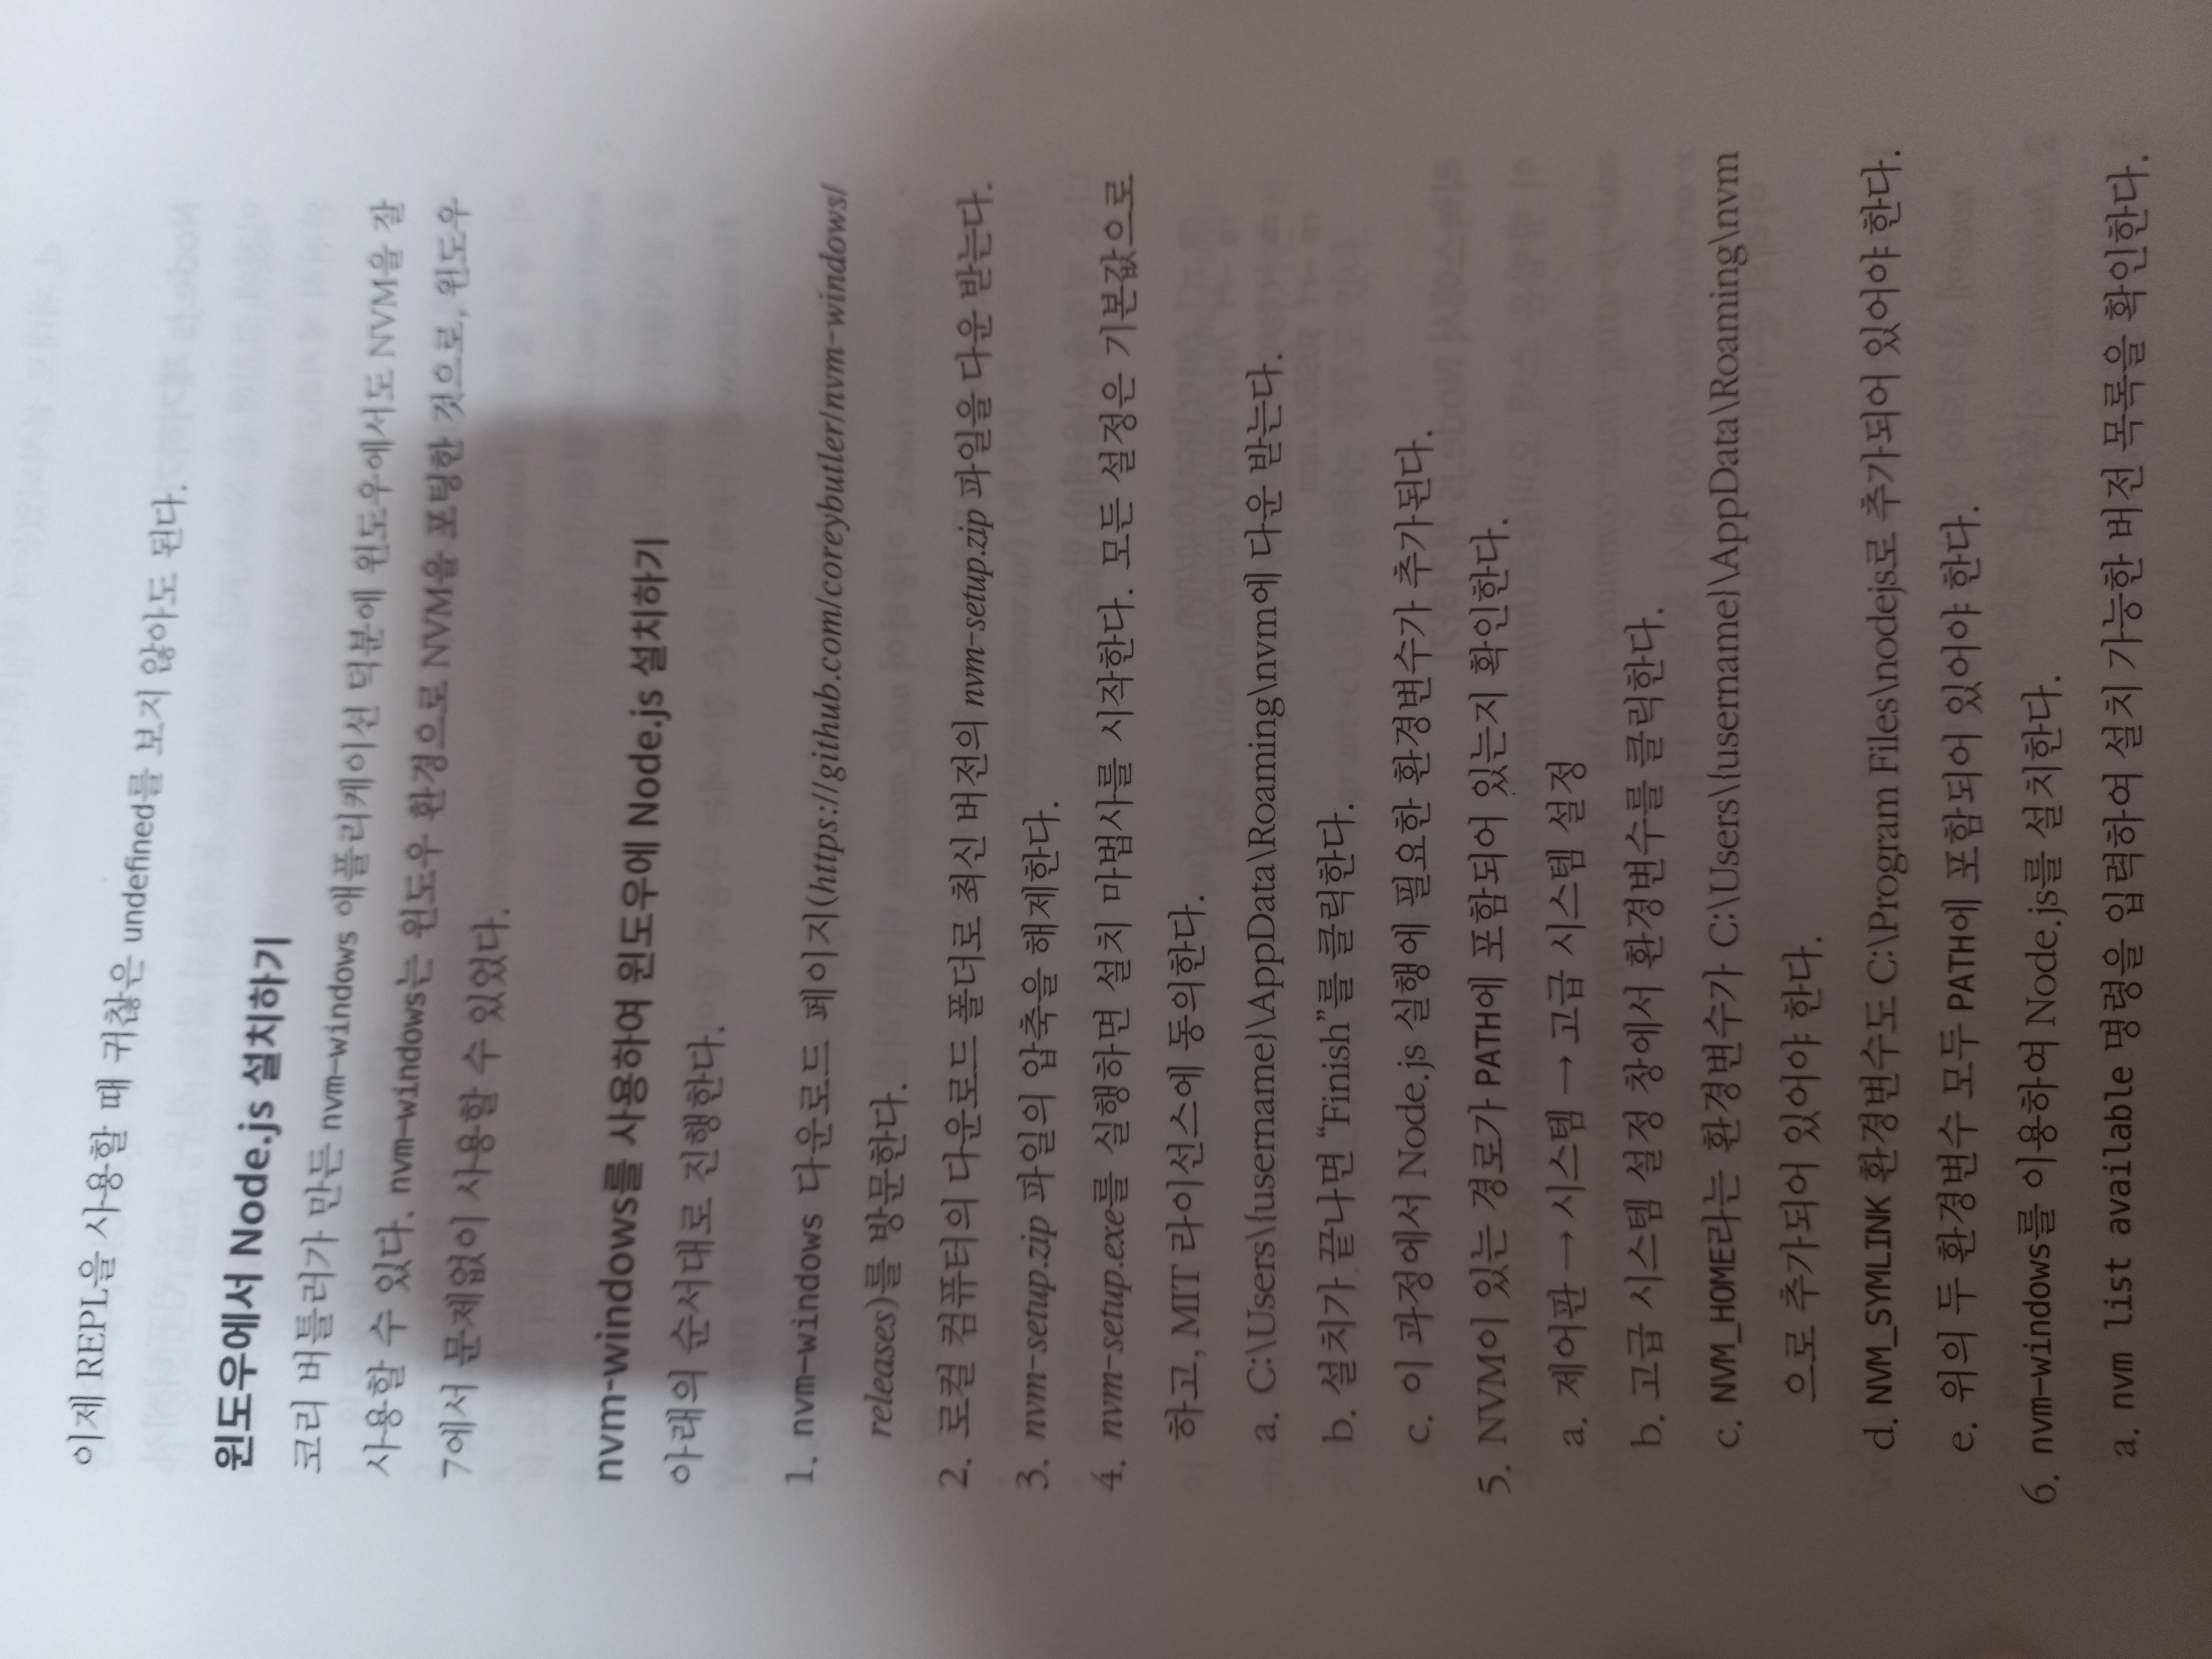 이제 REPL을 사용할 때 귀찮은 undefined를 보지 않아도 된다.
윈도우에서 Node.js 설치하기
코리 버틀러가 만든 nvm-windows 애플리케이션 덕분에 윈도우에서도 NVM을 잘
사용할 수 있다. nvm-windows는 윈도우 환경으로 NVM을 포팅한 것으로, 윈도우
7에서 문제없이 사용할 수 있었다.
nvm-windows를 사용하여 윈도우에 Node.js 설치하기
아래의 순서대로 진행한다.
1. nvm-windows 다운로드 페이지(https://github.com/coreybutler/nvm-windows/
releases)를 방문한다.
2. 로컬 컴퓨터의 다운로드 폴더로 최신 버전의 nvm-setup.zip 파일을 다운 받는다.
3. nvm-setup.zip 파일의 압축을 해제한다.
4. nvm-setup.exe를 실행하면 설치 마법사를 시작한다. 모든 설정은 기본값으로
하고, MIT 라이선스에 동의한다.
a. C:\Users\{username}\AppData\Roaming\nvm에 다운 받는다.
b. 설치가 끝나면 “Finish”를 클릭한다.
c. 이 과정에서 Node.js 실행에 필요한 환경변수가 추가된다.
5. NVM이 있는 경로가 PATH에 포함되어 있는지 확인한다.
a. 제어판 → 시스템 → 고급 시스템 설정
b. 고급 시스템 설정 창에서 환경변수를 클릭한다.
c. NVM_HOME라는 환경변수가 C:\Users\{username}\AppData\Roaming\nvm
으로 추가되어 있어야 한다.
d. NVM_SYMLINK 환경변수도 C:\Program Files\nodejs로 추가되어 있어야 한다.
e. 위의 두 환경변수 모두 PATH에 포함되어 있어야 한다.
6. nvm-windows를 이용하여 Node.js를 설치한다.
a. nvm list available 명령을 입력하여 설치 가능한 버전 목록을 확인한다.